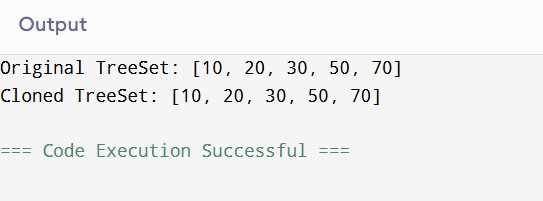 Output
Original TreeSet: [10, 20, 30, 50, 70]
Cloned TreeSet: [10, 20, 30, 50, 70]
=== Code Execution Successful ===